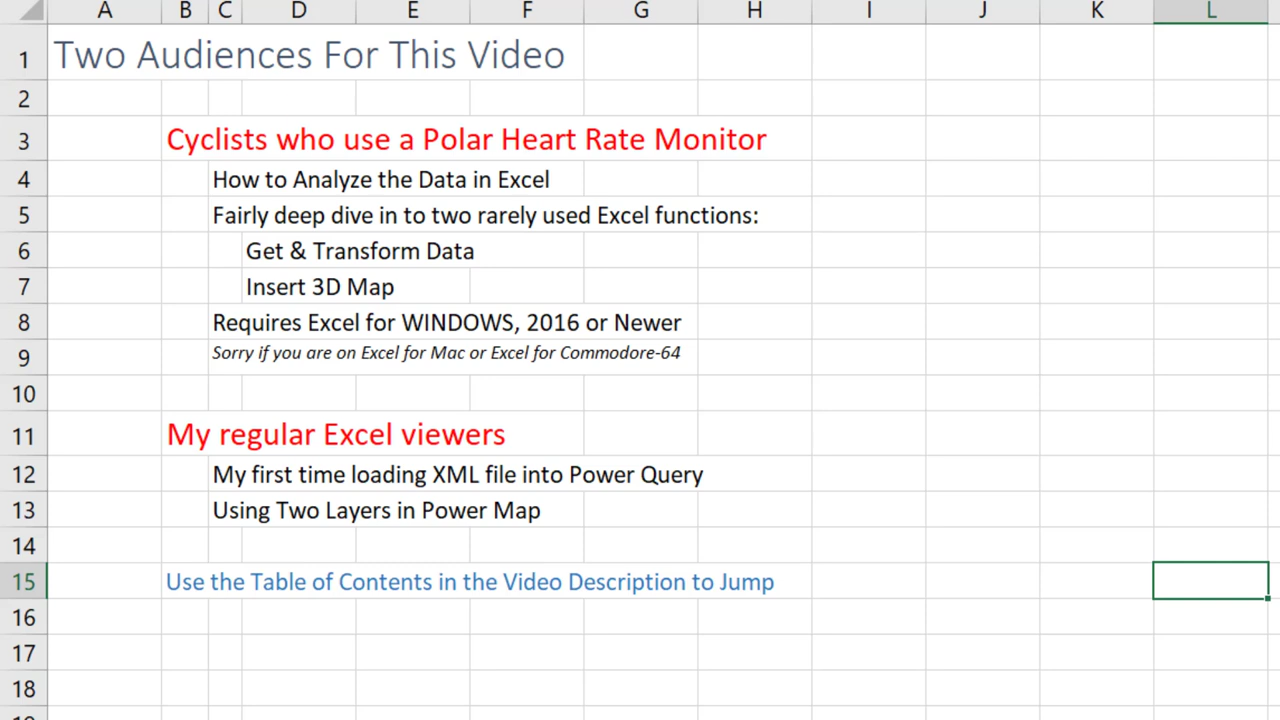 A B C D E F G H I J K L
1 Two Audiences For This Video
2
3 Cyclists who use a Polar Heart Rate Monitor
4 How to Analyze the Data in Excel
5 Fairly deep dive in to two rarely used Excel functions:
6 Get & Transform Data
7 Insert 3D Map
8 Requires Excel for WINDOWS, 2016 or Newer
9 Sorry if you are on Excel for Mac or Excel for Commodore-64
10
11 My regular Excel viewers
12 My first time loading XML file into Power Query
13 Using Two Layers in Power Map
14
15 Use the Table of Contents in the Video Description to Jump
16
17
18